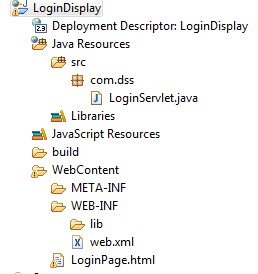 LoginDisplay
Deployment Descriptor: LoginDisplay
Java Resources
src
com.dss
LoginServlet.java
Libraries
JavaScript Resources
build
WebContent
META-INF
WEB-INF
lib
web.xml
LoginPage.html